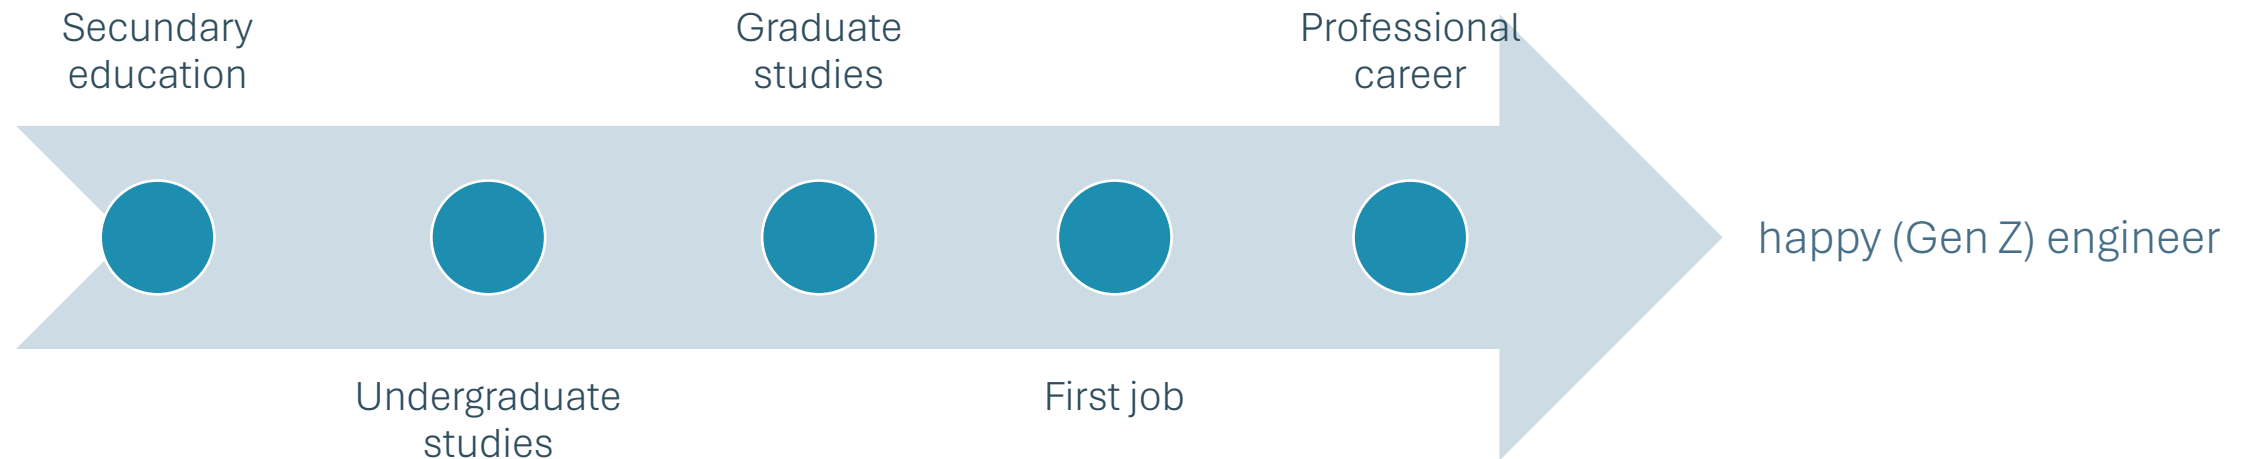 Secundary
education
Undergraduate
studies
Graduate
studies
First job
Professional
career
happy (Gen Z) engineer